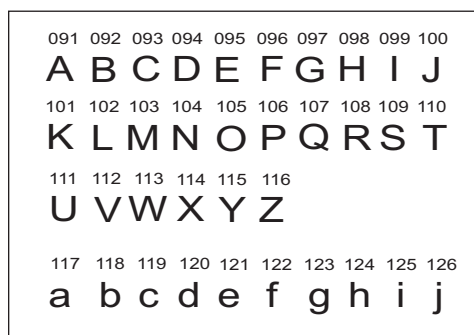 091 092 093 094 095 096 097 098 099 100
A B C D E F G H I J
101 102 103 104 105 106 107 108 109 110
K L M N O P Q R S T
111 112 113 114 115 116
U V W X Y Z
117 118 119 120 121 122 123 124 125 126
a b c d e f g h i j